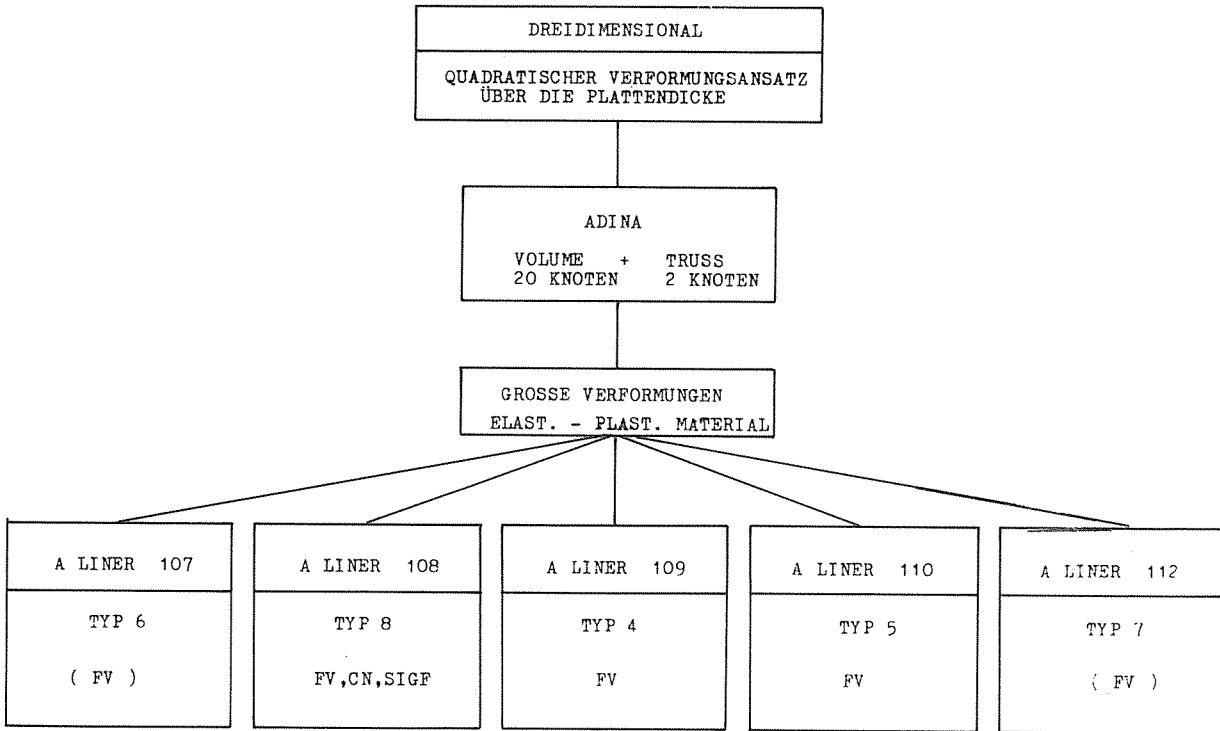 DREIDIMENSIONAL
QUADRATISCHER VERFORMUNGSANSATZ
ÜBER DIE PLATTENDICKE
ADINA
VOLUME + TRUSS
20 KNOTEN 2 KNOTEN
GROSSE VERFORMUNGEN
ELAST. - PLAST. MATERIAL
A LINER 107
TYP 6
( FV )
A LINER 108
TYP 8
FV,CN,SIGF
A LINER 109
TYP 4
FV
A LINER 110
TYP 5
FV
A LINER 112
TYP 7
( FV )